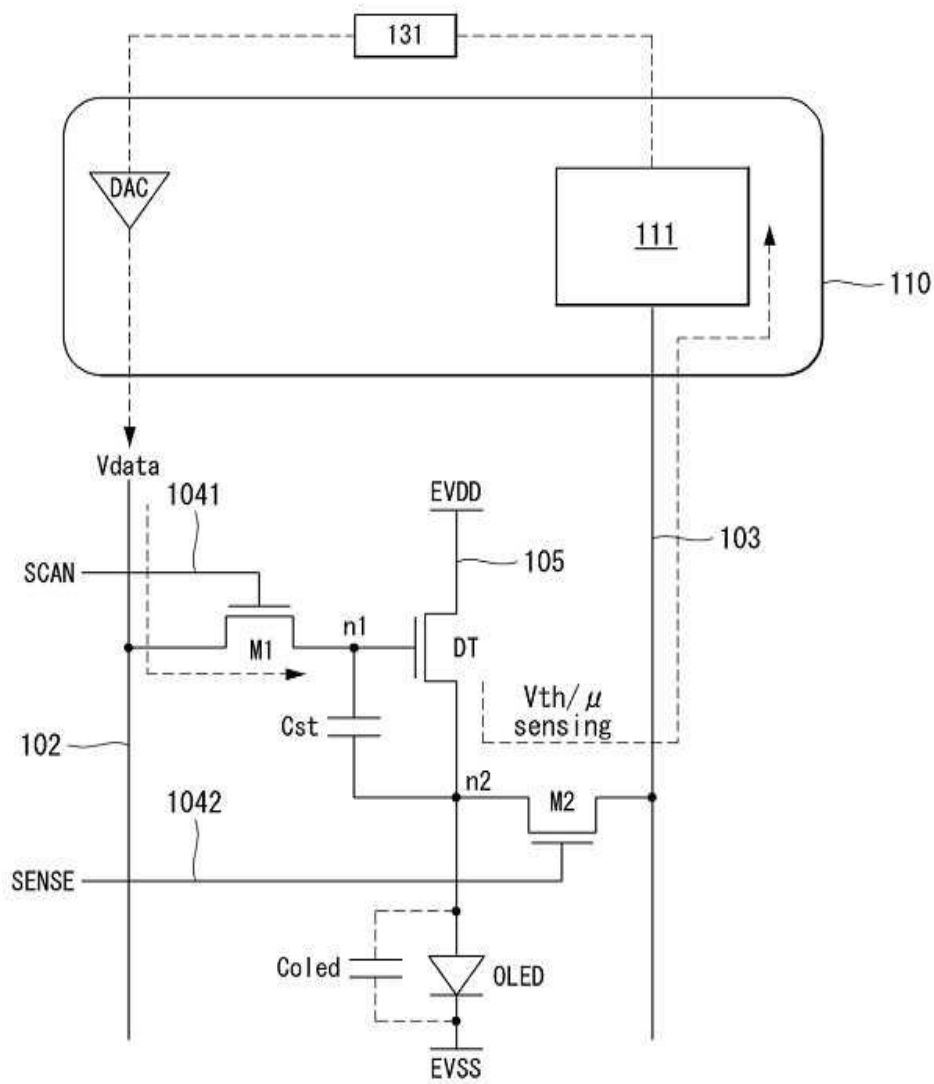 131
DAC
111
110
Vdata
1041
EVDD
103
105
SCAN
n1
M1
DT
Vth/μ
sensing
Cst
102
n2
M2
1042
SENSE
Coled
OLED
EVSS